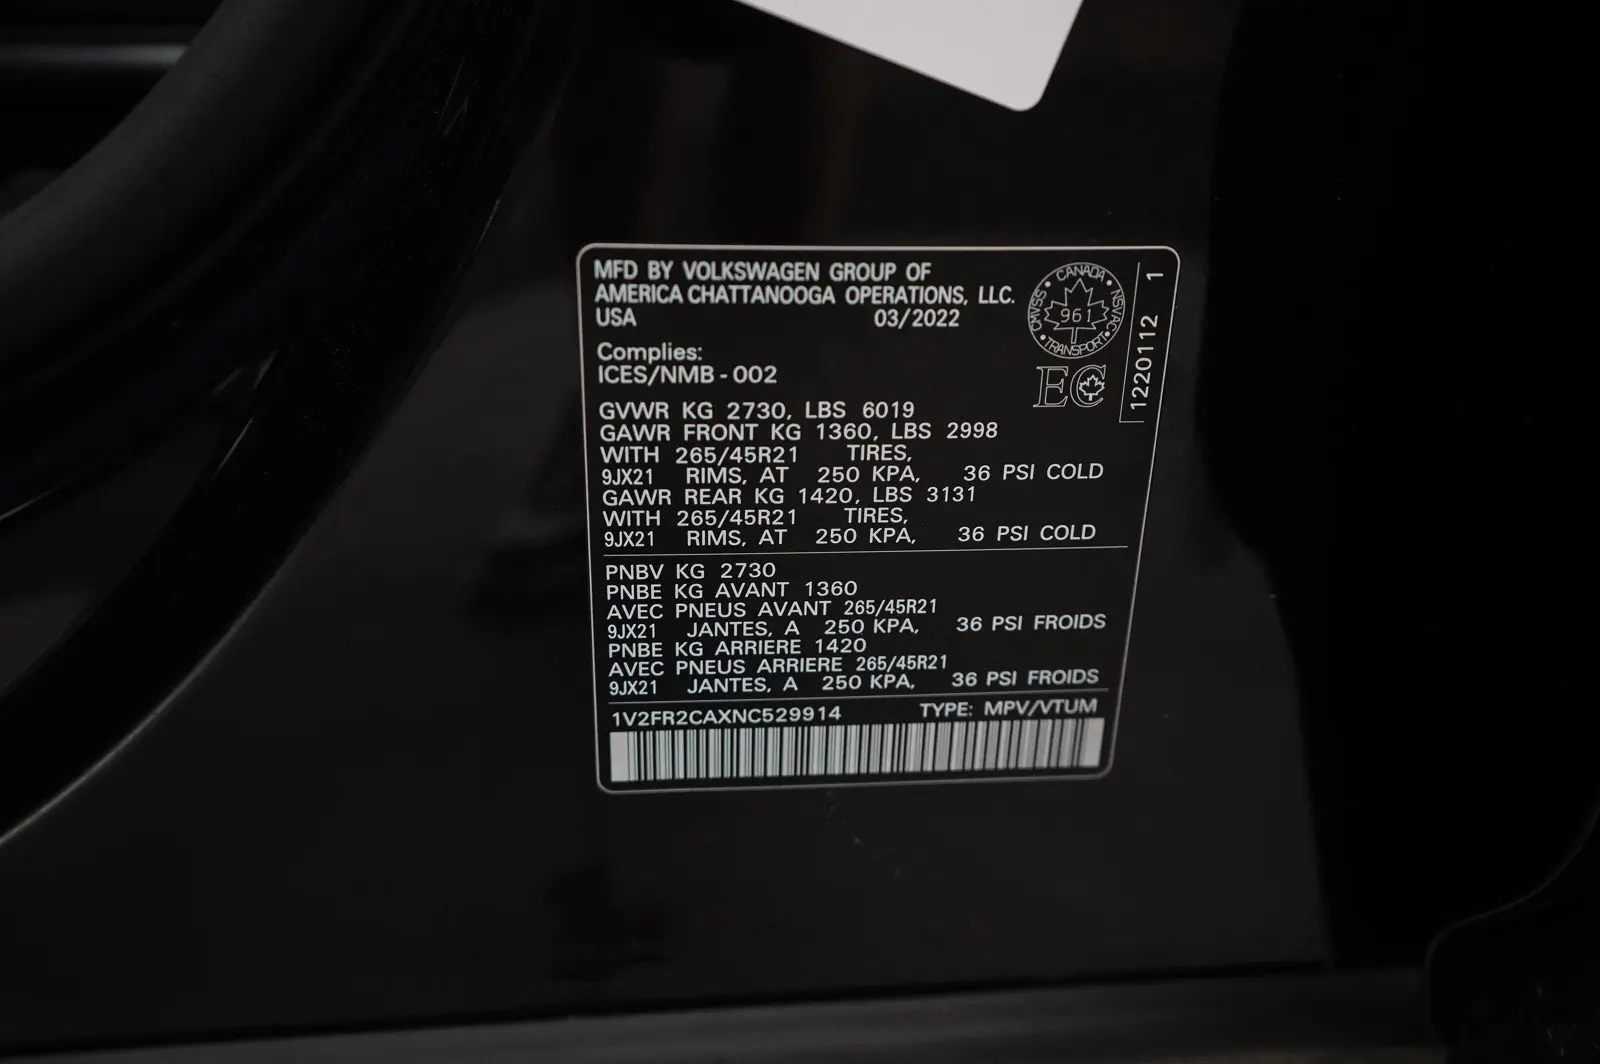 MFD BY VOLKSWAGEN GROUP OF
AMERICA CHATTANOOGA OPERATIONS, LLC.
USA 03/2022
CANADA
CMVSS 961 NSVAC
TRANSPORT
EC
1220112 1
Complies:
ICES/NMB-002
GVWR KG 2730, LBS 6019
GAWR FRONT KG 1360, LBS 2998
WITH 265/45R21 TIRES,
9JX21 RIMS, AT 250 KPA, 36 PSI COLD
GAWR REAR KG 1420, LBS 3131
WITH 265/45R21 TIRES,
9JX21 RIMS, AT 250 KPA, 36 PSI COLD
PNBV KG 2730
PNBE KG AVANT 1360
AVEC PNEUS AVANT 265/45R21
9JX21 JANTES, A 250 KPA, 36 PSI FROIDS
PNBE KG ARRIERE 1420
AVEC PNEUS ARRIERE 265/45R21
9JX21 JANTES, A 250 KPA, 36 PSI FROIDS
1V2FR2CAXNC529914 TYPE: MPV/VTUM